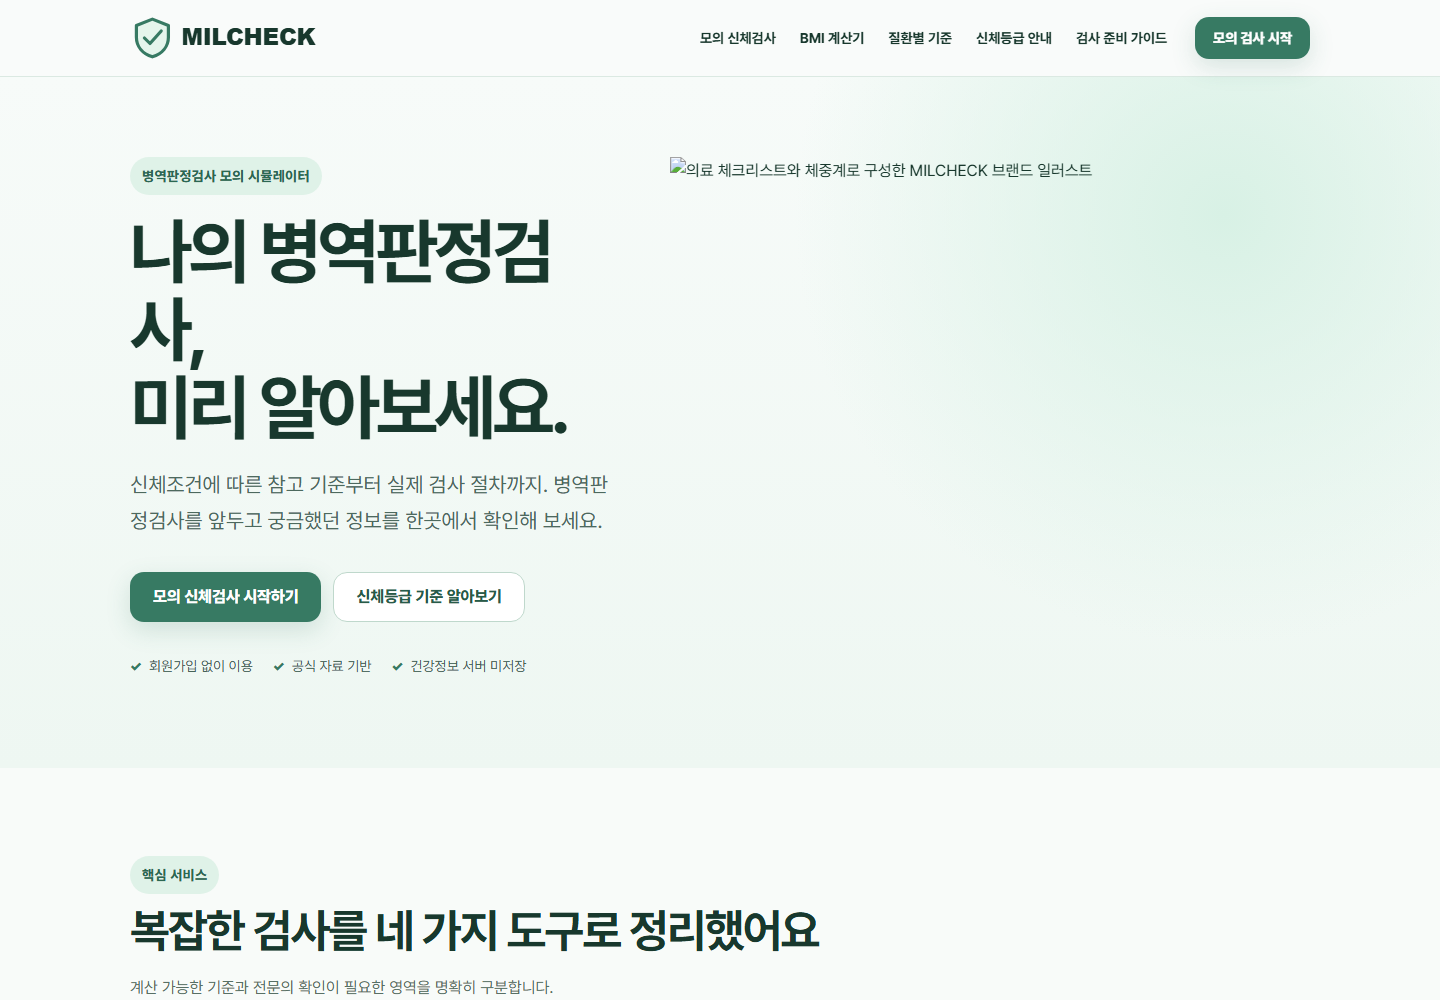 MILCHECK
모의 신체검사
BMI 계산기
질환별 기준
신체등급 안내
검사 준비 가이드
모의 검사 시작
병역판정검사 모의 시뮬레이터
나의 병역판정검
사,
미리 알아보세요.
신체조건에 따른 참고 기준부터 실제 검사 절차까지. 병역판
정검사를 앞두고 궁금했던 정보를 한곳에서 확인해 보세요.
모의 신체검사 시작하기
신체등급 기준 알아보기
회원가입 없이 이용
공식 자료 기반
건강정보 서버 미저장
의료 체크리스트와 체중계로 구성한 MILCHECK 브랜드 일러스트
핵심 서비스
복잡한 검사를 네 가지 도구로 정리했어요
계산 가능한 기준과 전문의 확인이 필요한 영역을 명확히 구분합니다.